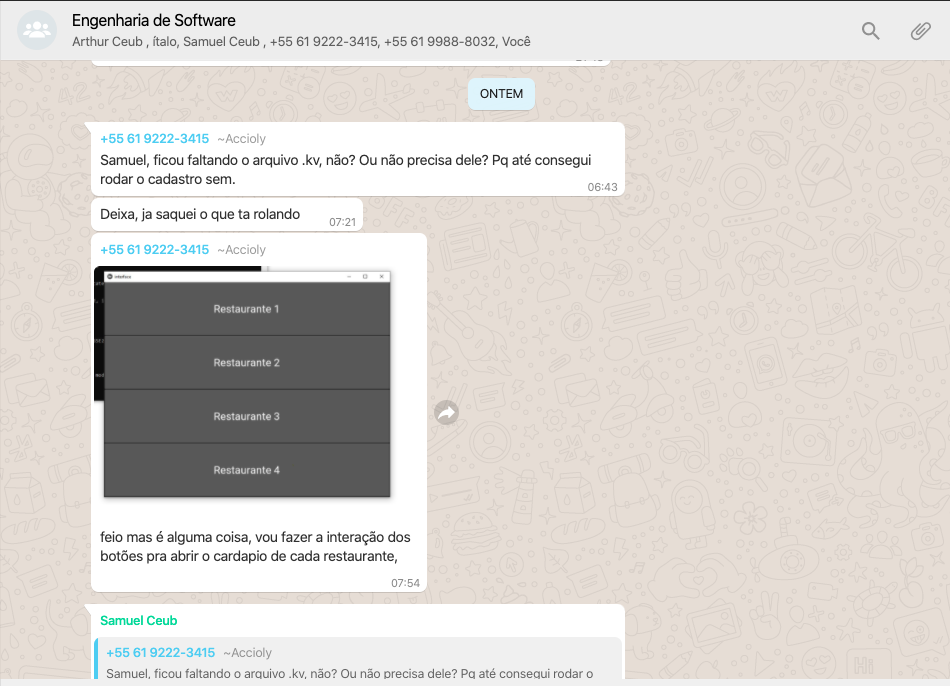 Engenharia de Software
Arthur Ceub , ítalo, Samuel Ceub , +55 61 9222-3415, +55 61 9988-8032, Você
ONTEM
+55 61 9222-3415 ~Accioly
Samuel, ficou faltando o arquivo .kv, não? Ou não precisa dele? Pq até consegui
rodar o cadastro sem.
06:43
Deixa, ja saquei o que ta rolando
07:21
+55 61 9222-3415 ~Accioly
Restaurante 1
Restaurante 2
Restaurante 3
Restaurante 4
feio mas é alguma coisa, vou fazer a interação dos
botões pra abrir o cardapio de cada restaurante,
07:54
Samuel Ceub
+55 61 9222-3415 ~Accioly
Samuel, ficou faltando o arquivo .kv, não? Ou não precisa dele? Pq até consegui rodar o